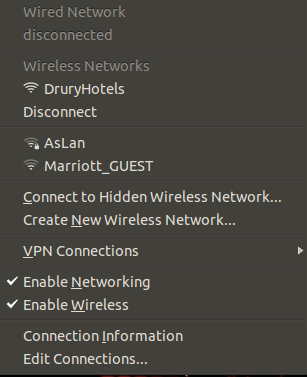 Wired Network
disconnected
Wireless Networks
DruryHotels
Disconnect
AsLan
Marriott_GUEST
Connect to Hidden Wireless Network...
Create New Wireless Network...
VPN Connections
Enable Networking
Enable Wireless
Connection Information
Edit Connections...